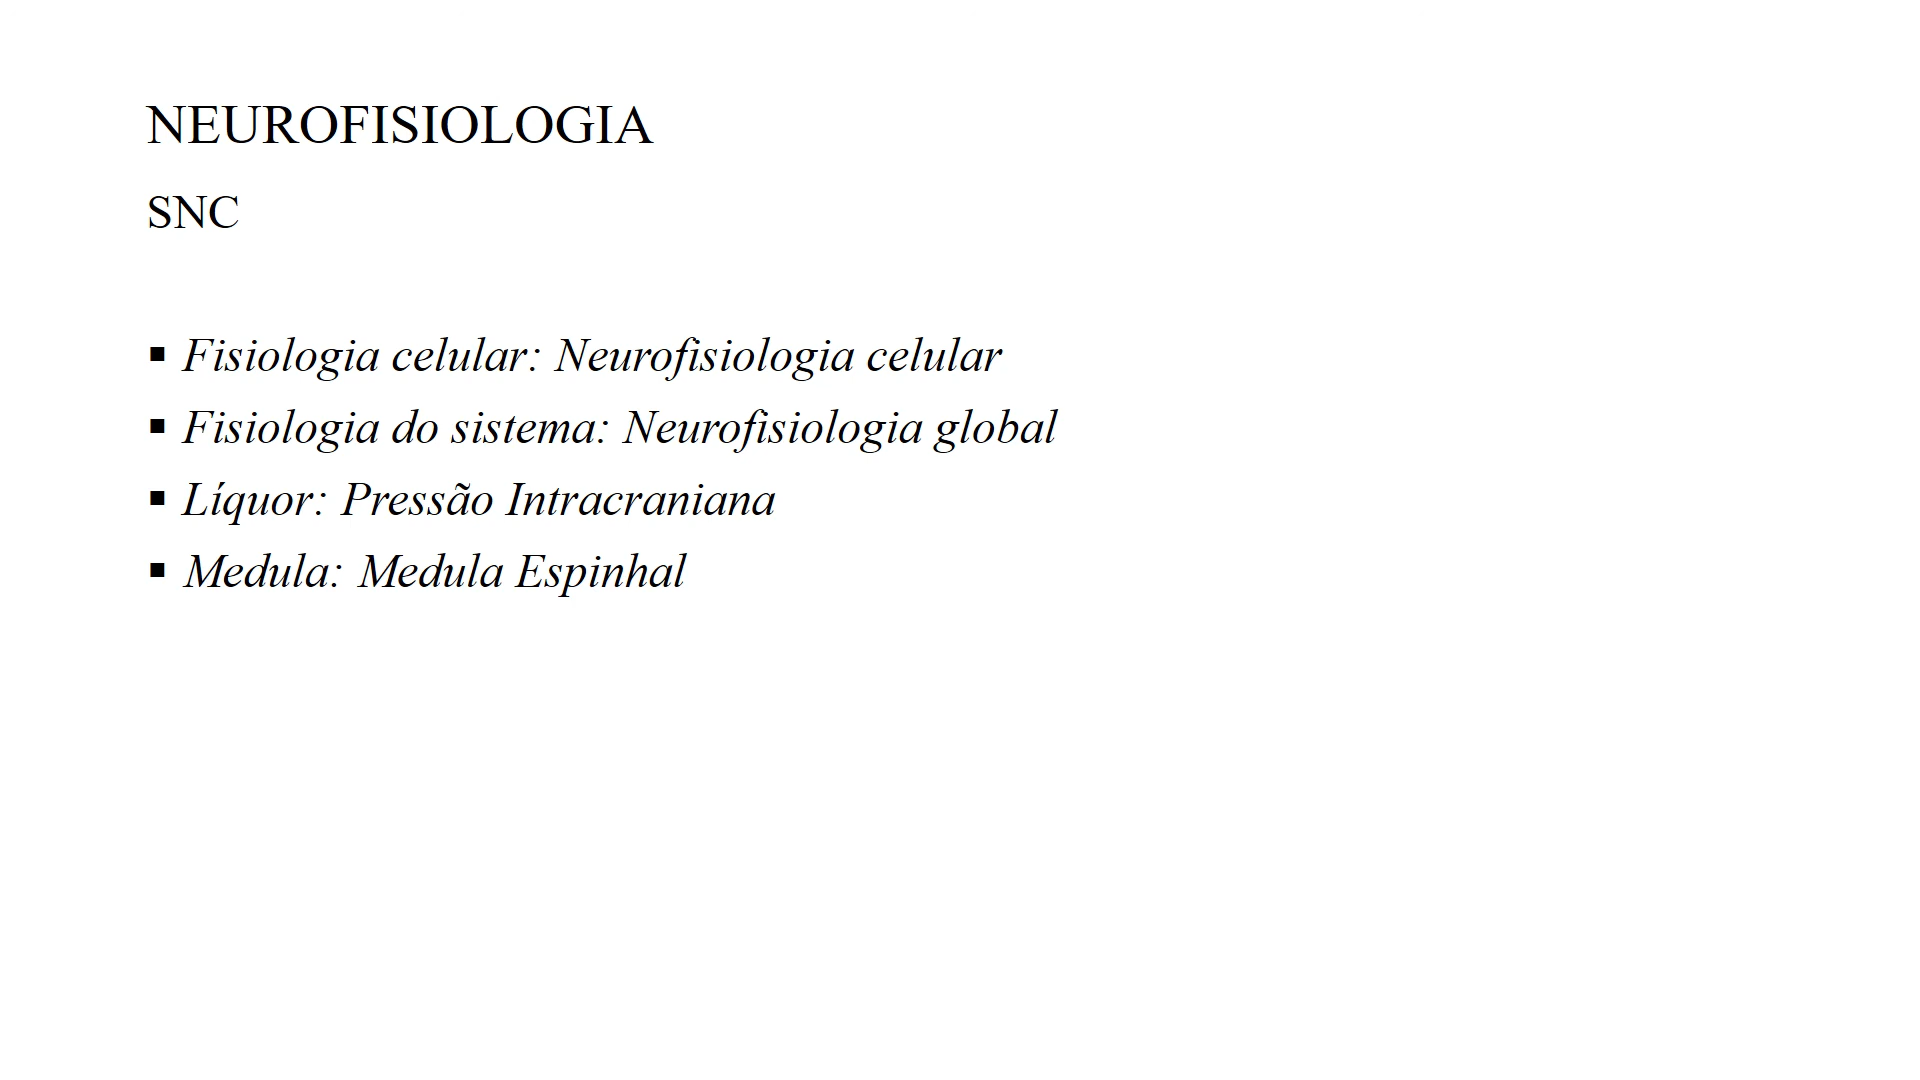 NEUROFISIOLOGIA
SNC
▪ Fisiologia celular: Neurofisiologia celular
▪ Fisiologia do sistema: Neurofisiologia global
▪ Líquor: Pressão Intracraniana
▪ Medula: Medula Espinhal